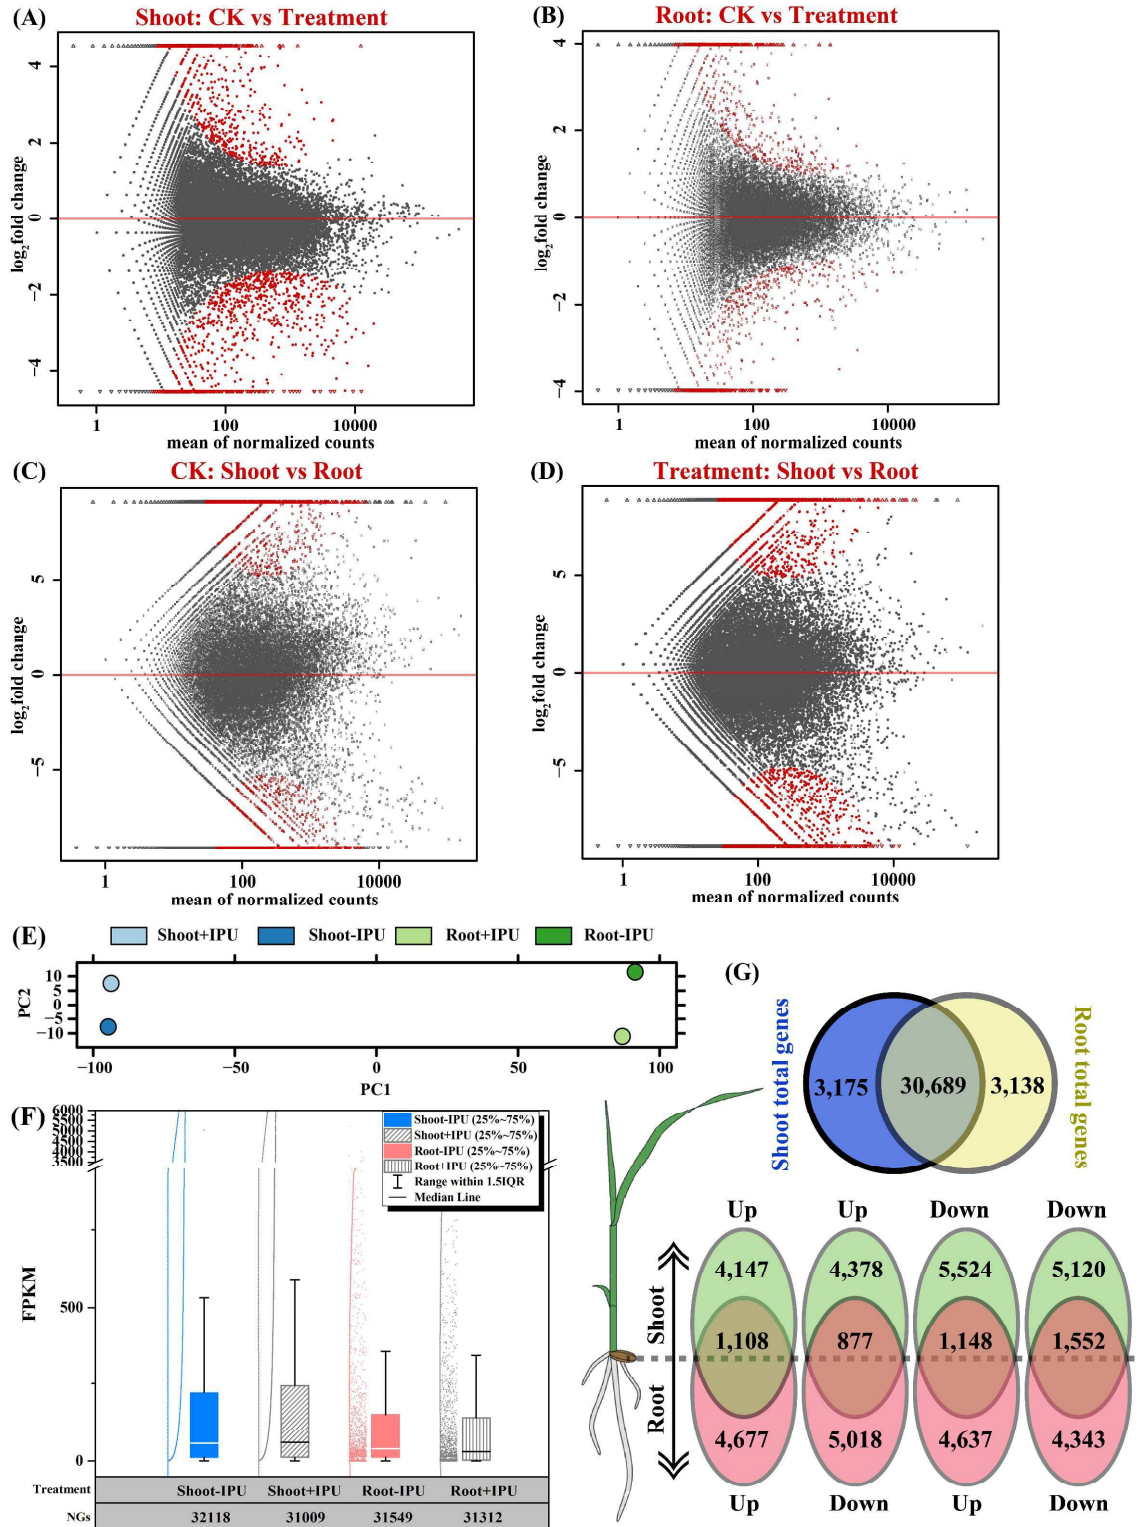 (A) Shoot: CK vs Treatment
4
2
0
−2
−4
log2fold change
1 100 10000
mean of normalized counts
(B) Root: CK vs Treatment
4
2
0
−2
−4
log2fold change
1 100 10000
mean of normalized counts
(C) CK: Shoot vs Root
5
0
−5
log2fold change
1 100 10000
mean of normalized counts
(D) Treatment: Shoot vs Root
5
0
−5
log2fold change
1 100 10000
mean of normalized counts
(E) Shoot+IPU Shoot-IPU Root+IPU Root-IPU
10
5
0
−5
−10
PC2
−100 −50 0 50 100
PC1
(F)
6000
5500
5000
4500
4000
3500
500
0
FPKM
Shoot-IPU (25%~75%)
Shoot+IPU (25%~75%)
Root-IPU (25%~75%)
Root+IPU (25%~75%)
Range within 1.5IQR
Median Line
Treatment Shoot-IPU Shoot+IPU Root-IPU Root+IPU
NGs 32118 31009 31549 31312
(G)
Shoot total genes
3,175 30,689 3,138
Root total genes
Up Up Down Down
4,147 4,378 5,524 5,120
Shoot
1,108 877 1,148 1,552
Root
4,677 5,018 4,637 4,343
Up Down Up Down